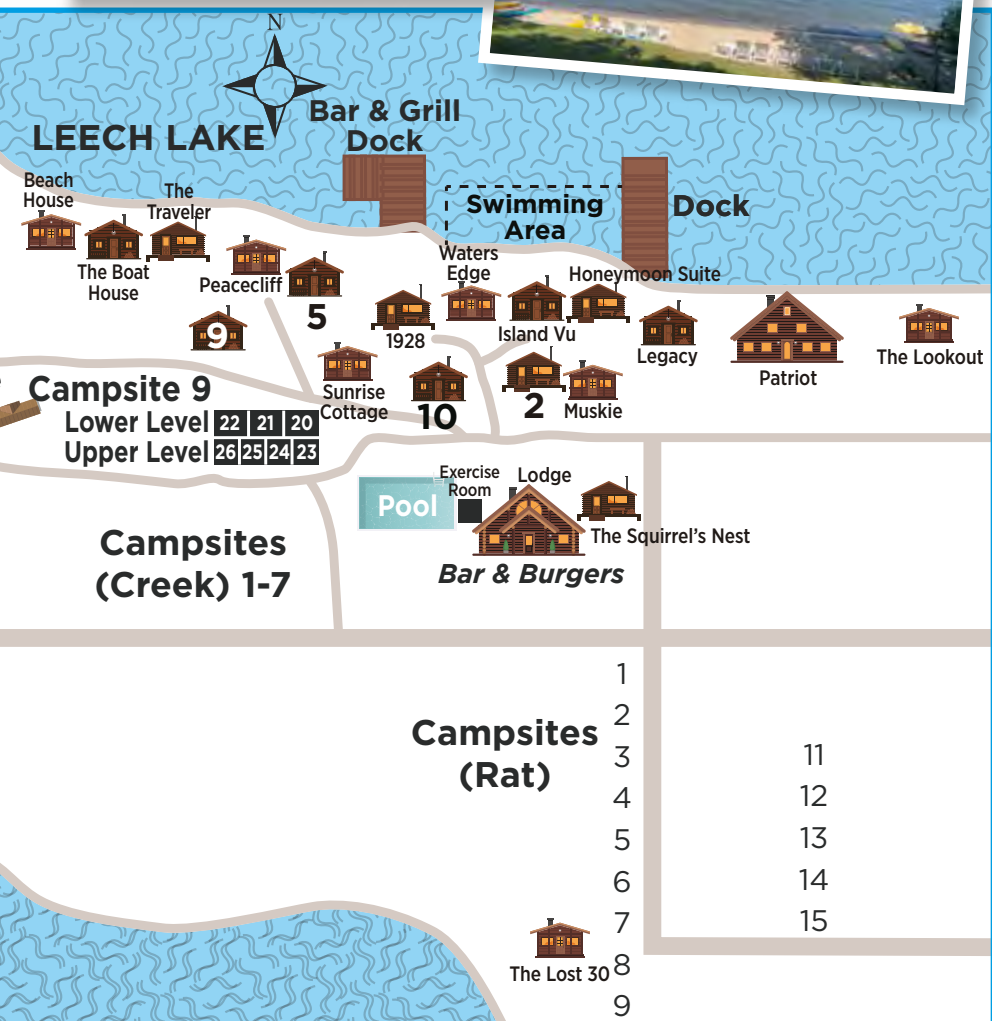 N
Bar & Grill
Dock
LEECH LAKE
Beach
House
The
Traveler
Swimming
Area
Dock
The Boat
House
Peacecliff
Waters
Edge
Honeymoon Suite
5
9
1928
Island Vu
Legacy
Patriot
The Lookout
Campsite 9
Lower Level 22 21 20
Upper Level 26 25 24 23
Sunrise
Cottage
10
2
Muskie
Pool
Exercise
Room
Lodge
The Squirrel's Nest
Bar & Burgers
Campsites
(Creek) 1-7
Campsites
(Rat)
1
2
3
4
5
6
7
8
9
11
12
13
14
15
The Lost 30